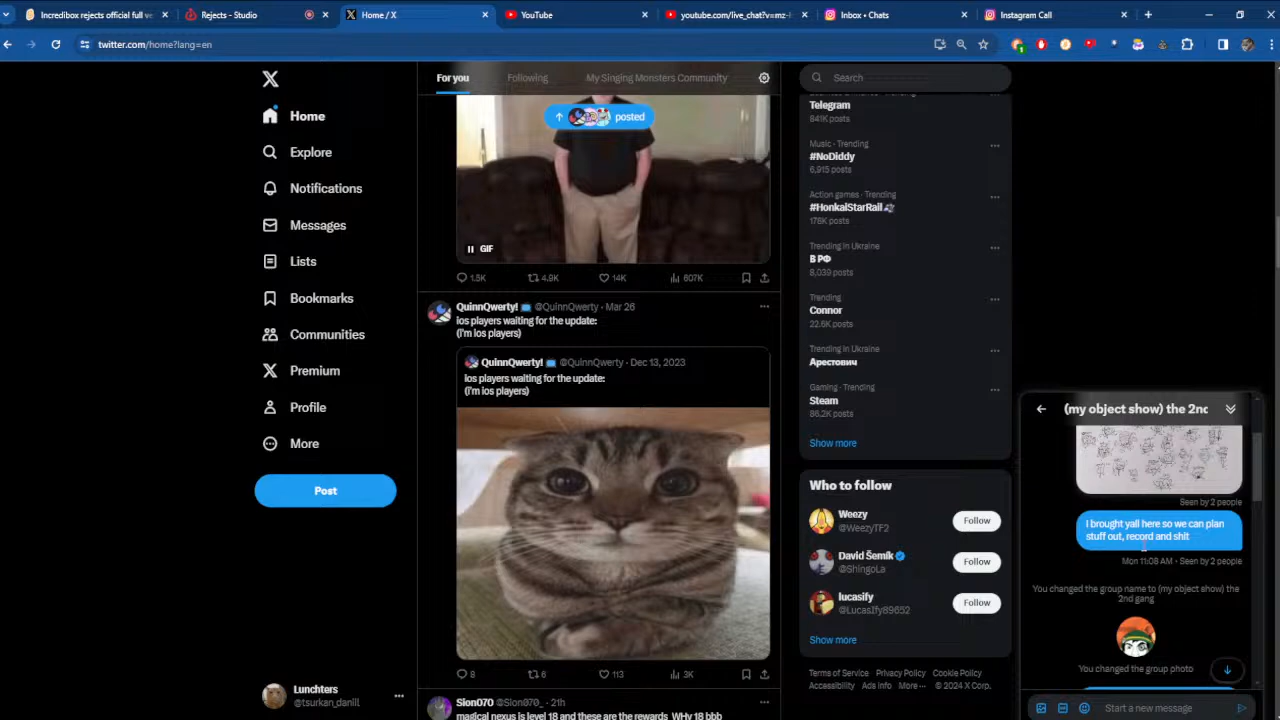 Incredibox rejects official full ve
Rejects - Studio
Home / X
YouTube
youtube.com/live_chat?v=mz-
Inbox • Chats
Instagram Call
twitter.com/home?lang=en
Home
Explore
Notifications
Messages
Lists
Bookmarks
Communities
Premium
Profile
More
Post
Lunchters
@tsurkan_daniil
For you
Following
My Singing Monsters Community
posted
GIF
1.5K
4.9K
14K
607K
QuinnQwerty! @QuinnQwerty · Mar 26
ios players waiting for the update:
(I'm ios players)
QuinnQwerty! @QuinnQwerty · Dec 13, 2023
ios players waiting for the update:
(I'm ios players)
8
6
113
3K
Sion070 @Sion070_ · 21h
magical nexus is level 18 and these are the rewards WHy 18 bbb
Search
Telegram
841K posts
Music · Trending
#NoDiddy
6,915 posts
Action games · Trending
#HonkaiStarRail
178K posts
Trending in Ukraine
В РФ
8,039 posts
Trending
Connor
22.6K posts
Trending in Ukraine
Арестович
Gaming · Trending
Steam
86.2K posts
Show more
Who to follow
Weezy
@WeezyTF2
Follow
David Šemík
@ShingoLa
Follow
lucasify
@LucasIfy89652
Follow
Show more
Terms of Service Privacy Policy Cookie Policy
Accessibility Ads info More ··· © 2024 X Corp.
(my object show) the 2nd
Seen by 2 people
I brought yall here so we can plan
stuff out, record and shit
Mon 11:08 AM · Seen by 2 people
You changed the group name to (my object show) the
2nd gang
You changed the group photo
Start a new message